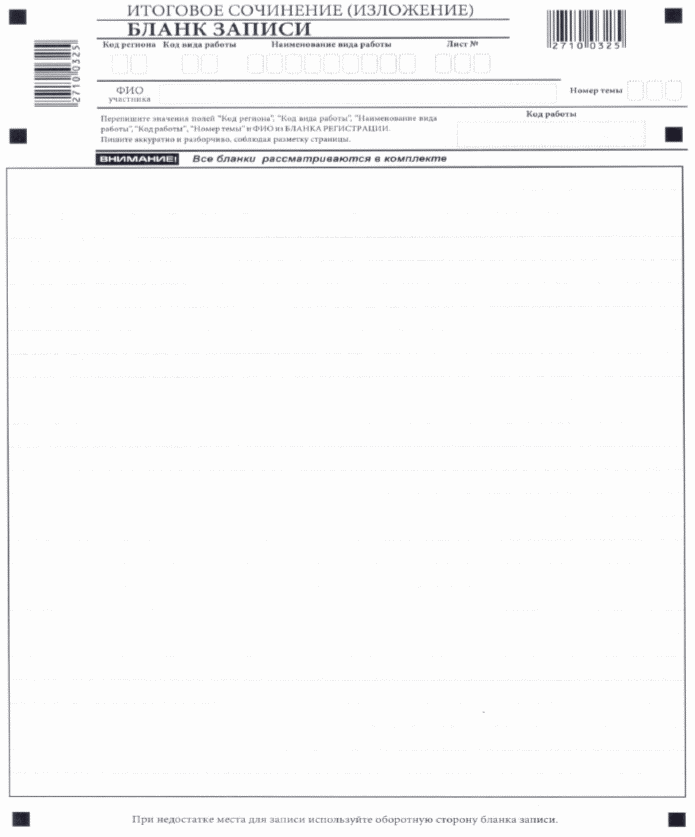 ИТОГОВОЕ СОЧИНЕНИЕ (ИЗЛОЖЕНИЕ)
БЛАНК ЗАПИСИ
2710 0325
2710 0325
Код региона Код вида работы Наименование вида работы Лист №
ФИО участника
Номер темы
Перепишите значения полей "Код региона", "Код вида работы", "Наименование вида
работы", "Код работы", "Номер темы" и ФИО из БЛАНКА РЕГИСТРАЦИИ.
Пишите аккуратно и разборчиво, соблюдая разметку страницы.
Код работы
ВНИМАНИЕ! Все бланки рассматриваются в комплекте
При недостатке места для записи используйте оборотную сторону бланка записи.